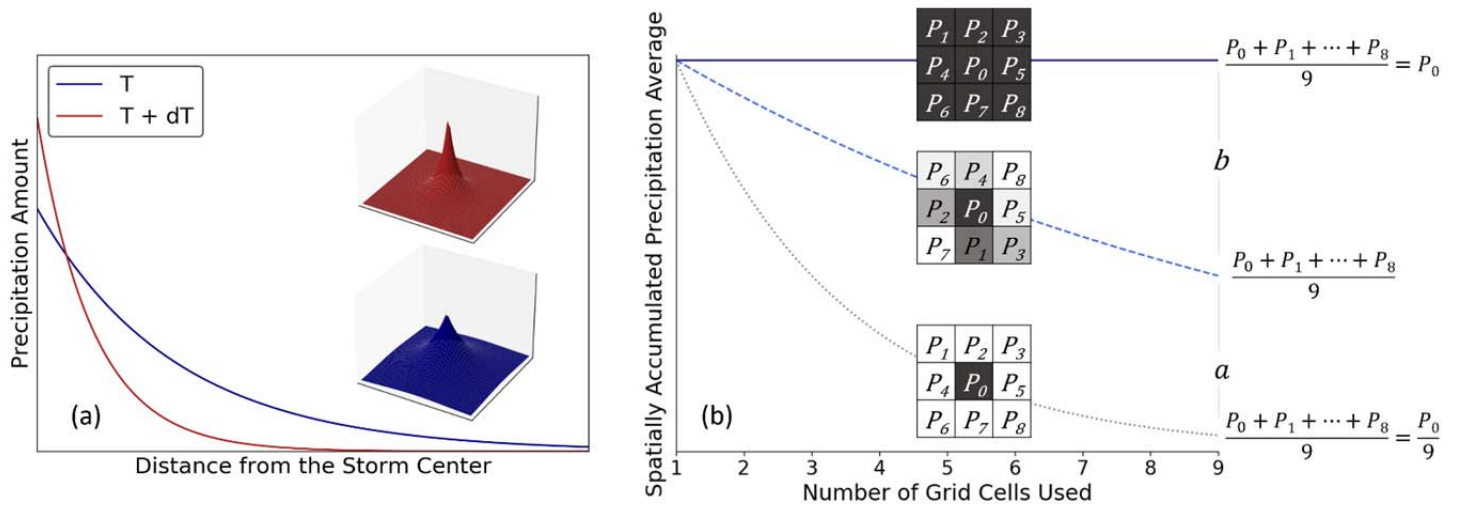 T
T + dT
Precipitation Amount
(a)
Distance from the Storm Center
Spatially Accumulated Precipitation Average
P₁ P₂ P₃
P₄ P₀ P₅
P₆ P₇ P₈
P₆ P₄ P₈
P₂ P₀ P₅
P₇ P₁ P₃
P₁ P₂ P₃
P₄ P₀ P₅
P₆ P₇ P₈
(b)
1 2 3 4 5 6 7 8 9
Number of Grid Cells Used
P₀ + P₁ + ⋯ + P₈
9
= P₀
b
P₀ + P₁ + ⋯ + P₈
9
a
P₀ + P₁ + ⋯ + P₈
9
=
P₀
9